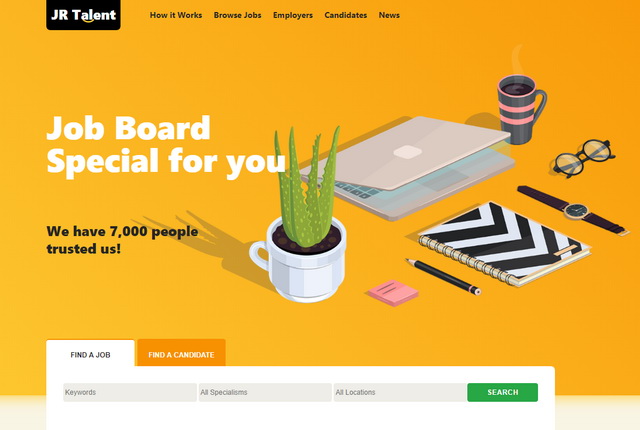 JR Talent
How it Works
Browse Jobs
Employers
Candidates
News
Job Board
Special for you
We have 7,000 people
trusted us!
FIND A JOB
FIND A CANDIDATE
Keywords
All Specialisms
All Locations
SEARCH